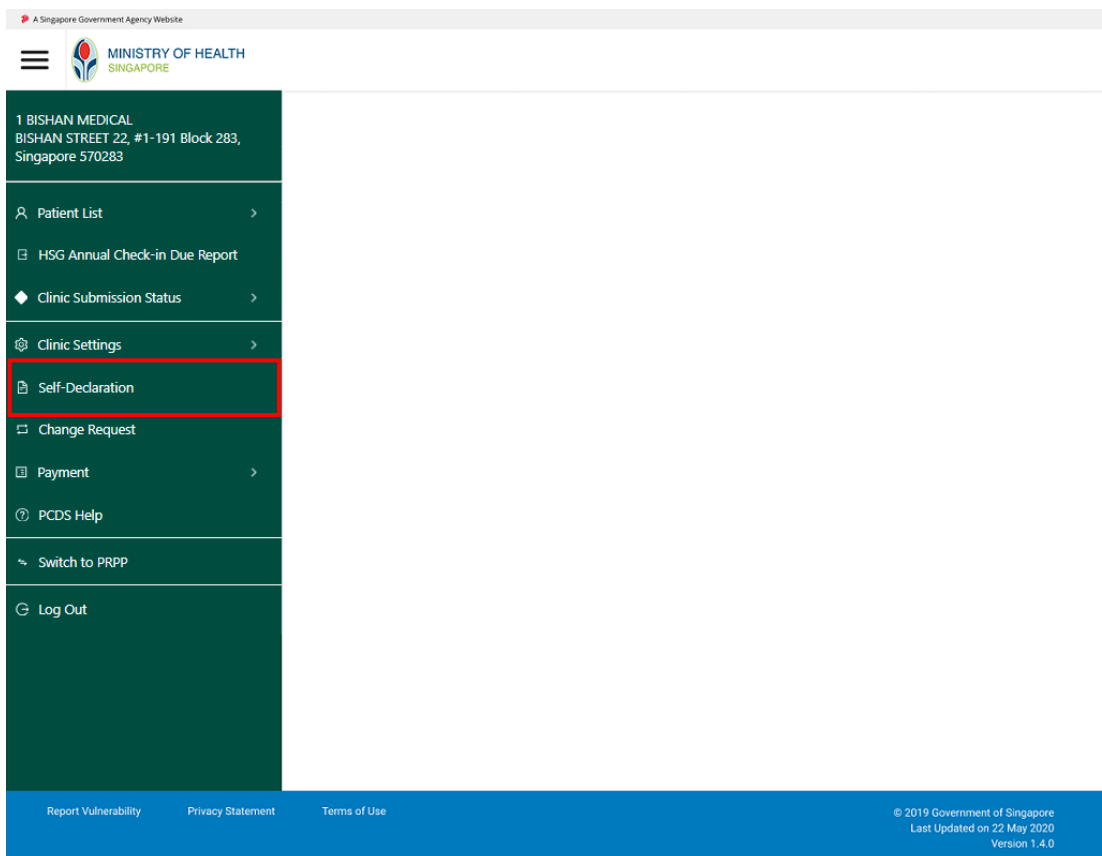 A Singapore Government Agency Website
MINISTRY OF HEALTH
SINGAPORE
1 BISHAN MEDICAL
BISHAN STREET 22, #1-191 Block 283,
Singapore 570283
Patient List
HSG Annual Check-in Due Report
Clinic Submission Status
Clinic Settings
Self-Declaration
Change Request
Payment
PCDS Help
Switch to PRPP
Log Out
Report Vulnerability Privacy Statement Terms of Use
© 2019 Government of Singapore
Last Updated on 22 May 2020
Version 1.4.0